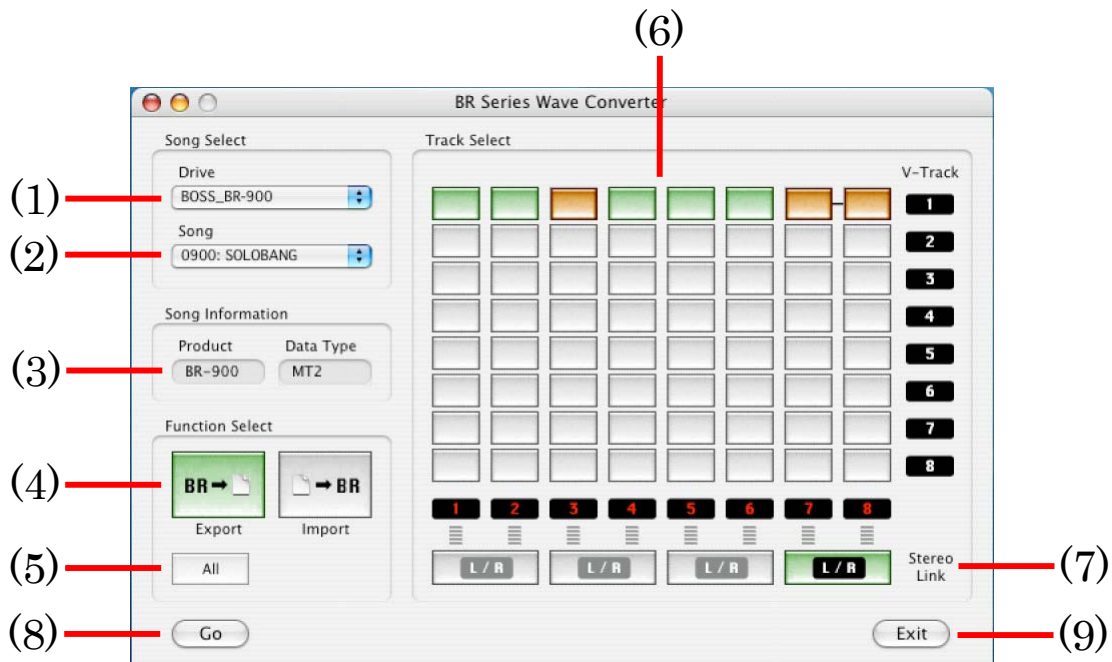 (6)
BR Series Wave Converter
Song Select
Drive
(1)
BOSS_BR-900
Song
(2)
0900: SOLOBANG
Song Information
Product Data Type
(3)
BR-900 MT2
Function Select
(4)
BR BR
Export Import
(5)
All
(8)
Go
Track Select
V-Track
1
2
3
4
5
6
7
8
1 2 3 4 5 6 7 8
L / R L / R L / R L / R
Stereo
Link
(7)
Exit
(9)